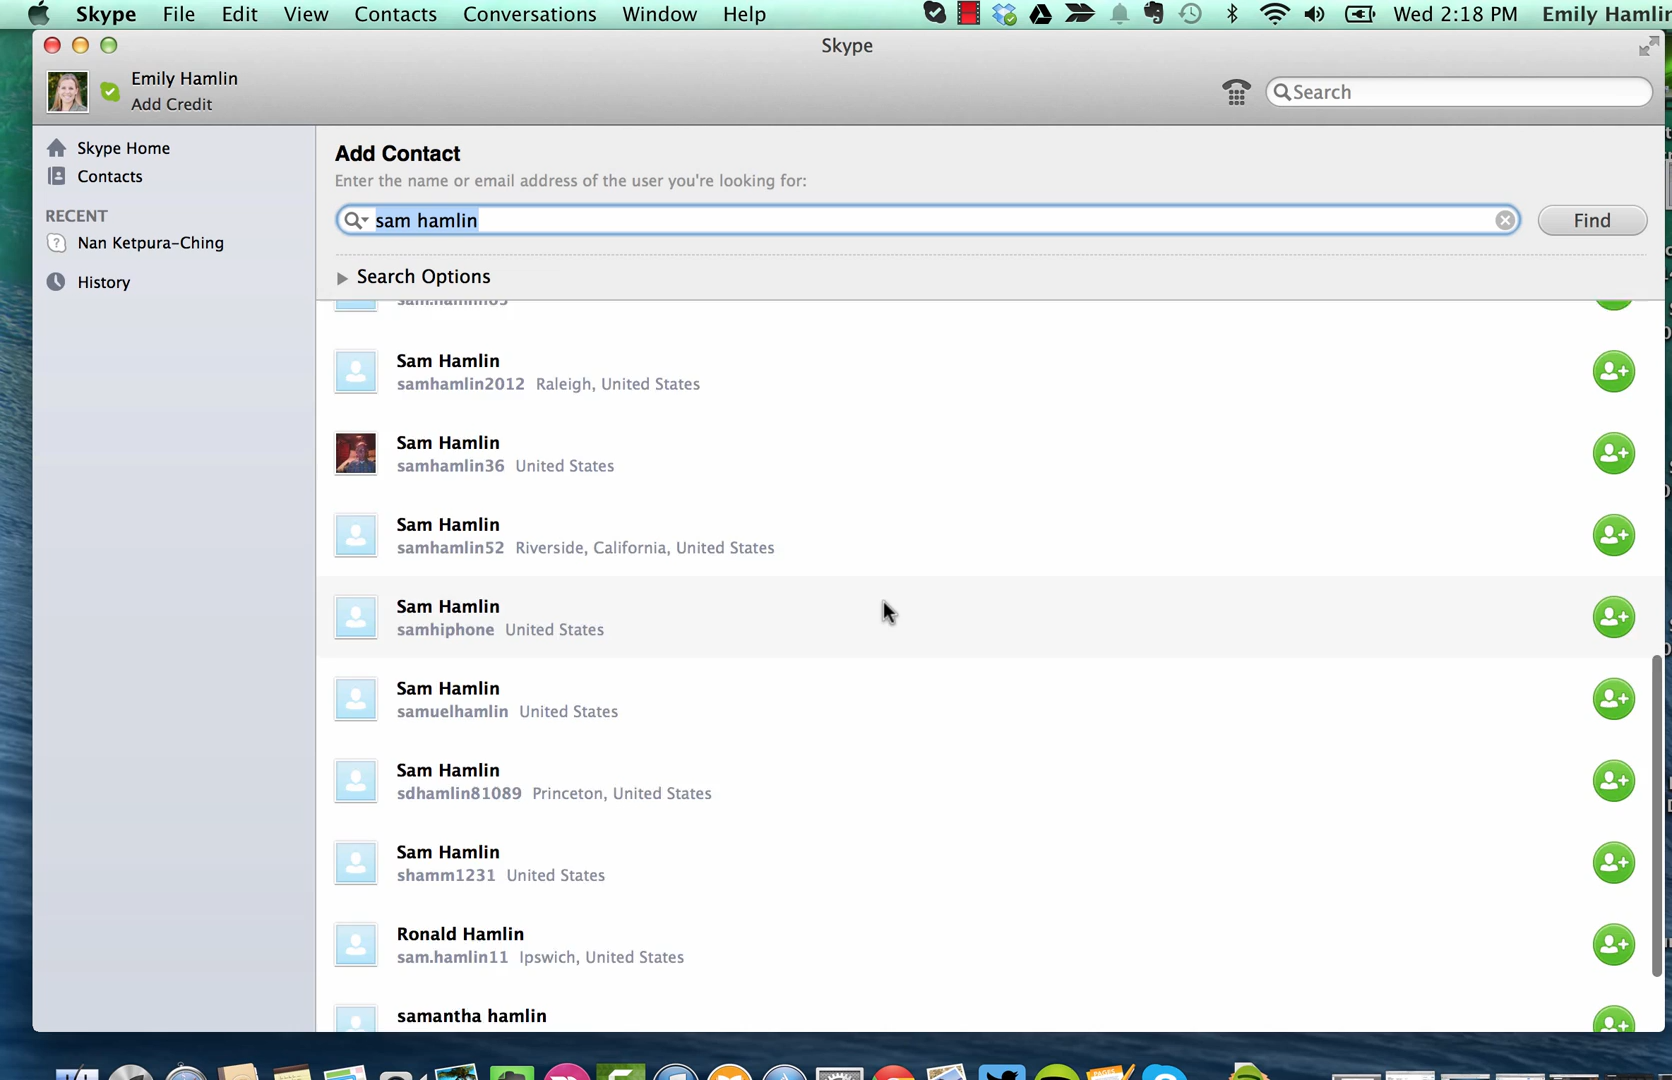 Skype File Edit View Contacts Conversations Window Help Wed 2:18 PM Emily Hamlin
Skype
Emily Hamlin
Add Credit
Search
Skype Home
Contacts
RECENT
Nan Ketpura-Ching
History
Add Contact
Enter the name or email address of the user you're looking for:
sam hamlin
Find
Search Options
Sam Hamlin
samhamlin2012 Raleigh, United States
Sam Hamlin
samhamlin36 United States
Sam Hamlin
samhamlin52 Riverside, California, United States
Sam Hamlin
samhiphone United States
Sam Hamlin
samuelhamlin United States
Sam Hamlin
sdhamlin81089 Princeton, United States
Sam Hamlin
shamm1231 United States
Ronald Hamlin
sam.hamlin11 Ipswich, United States
samantha hamlin